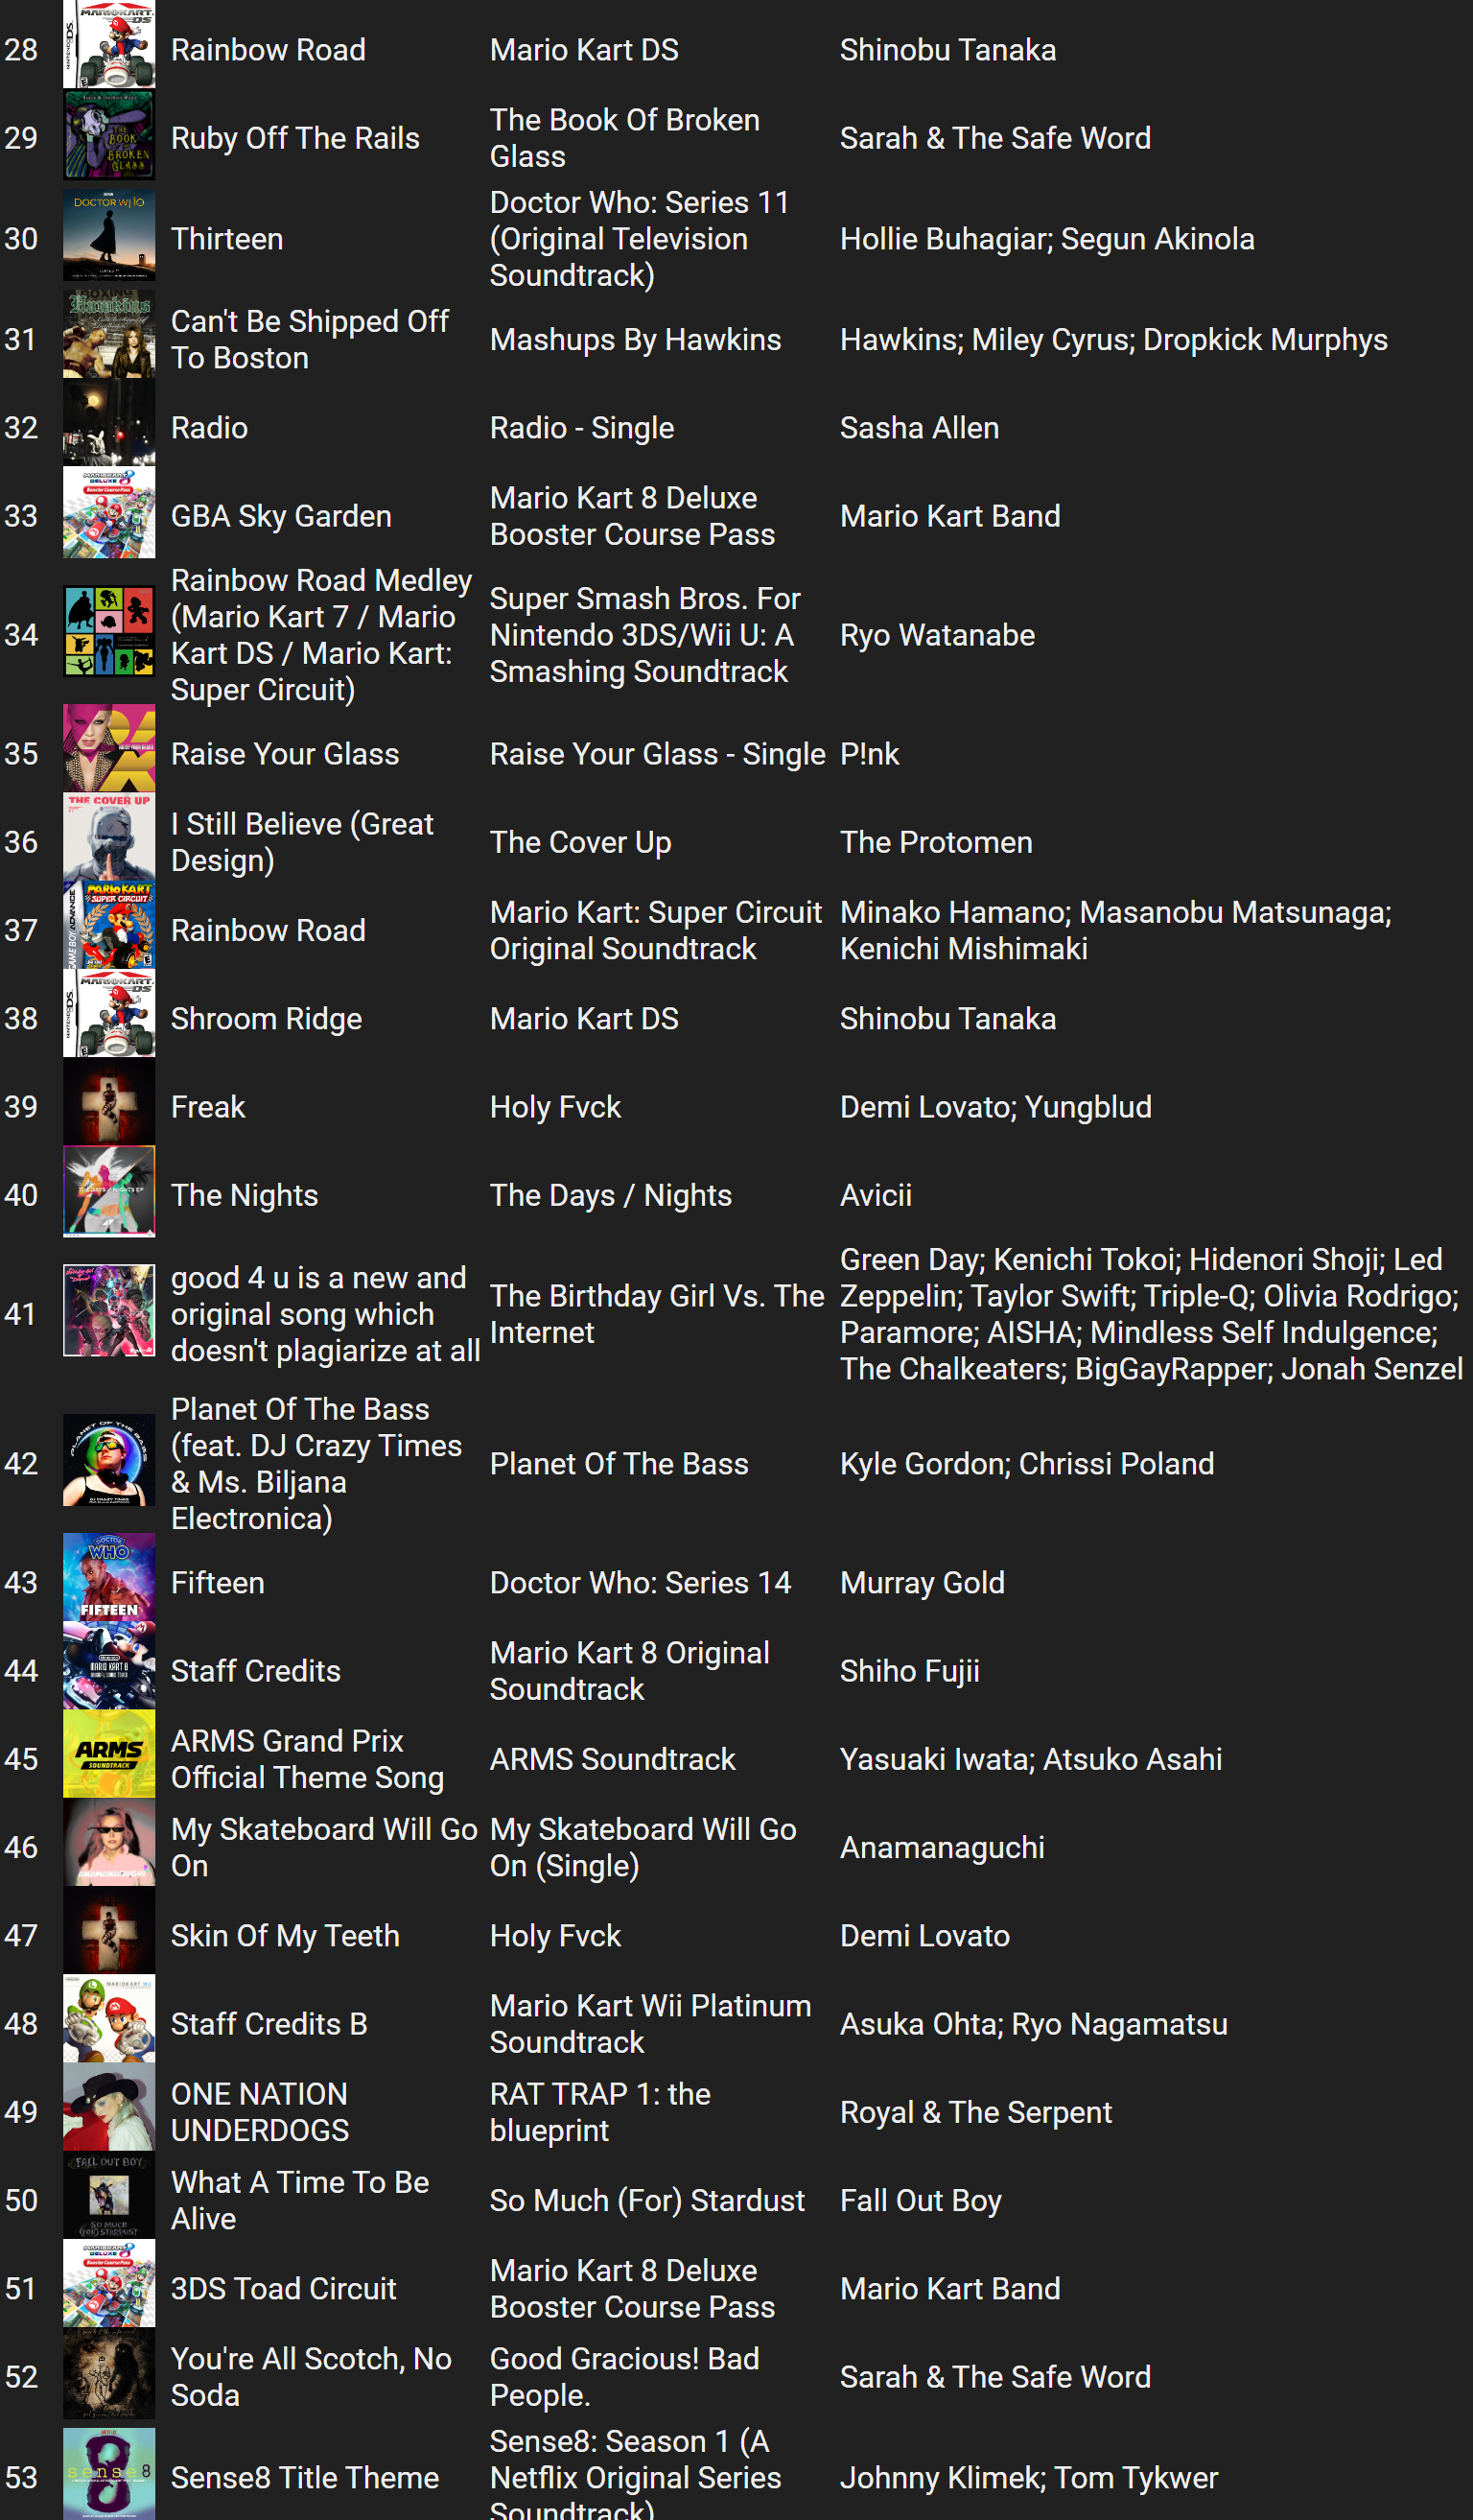 28 Rainbow Road Mario Kart DS Shinobu Tanaka
29 Ruby Off The Rails The Book Of Broken
Glass Sarah & The Safe Word
30 Thirteen Doctor Who: Series 11
(Original Television
Soundtrack) Hollie Buhagiar; Segun Akinola
31 Can't Be Shipped Off
To Boston Mashups By Hawkins Hawkins; Miley Cyrus; Dropkick Murphys
32 Radio Radio - Single Sasha Allen
33 GBA Sky Garden Mario Kart 8 Deluxe
Booster Course Pass Mario Kart Band
34 Rainbow Road Medley
(Mario Kart 7 / Mario
Kart DS / Mario Kart:
Super Circuit) Super Smash Bros. For
Nintendo 3DS/Wii U: A
Smashing Soundtrack Ryo Watanabe
35 Raise Your Glass Raise Your Glass - Single P!nk
36 I Still Believe (Great
Design) The Cover Up The Protomen
37 Rainbow Road Mario Kart: Super Circuit
Original Soundtrack Minako Hamano; Masanobu Matsunaga;
Kenichi Mishimaki
38 Shroom Ridge Mario Kart DS Shinobu Tanaka
39 Freak Holy Fvck Demi Lovato; Yungblud
40 The Nights The Days / Nights Avicii
41 good 4 u is a new and
original song which
doesn't plagiarize at all The Birthday Girl Vs. The
Internet Green Day; Kenichi Tokoi; Hidenori Shoji; Led
Zeppelin; Taylor Swift; Triple-Q; Olivia Rodrigo;
Paramore; AISHA; Mindless Self Indulgence;
The Chalkeaters; BigGayRapper; Jonah Senzel
42 Planet Of The Bass
(feat. DJ Crazy Times
& Ms. Biljana
Electronica) Planet Of The Bass Kyle Gordon; Chrissi Poland
43 Fifteen Doctor Who: Series 14 Murray Gold
44 Staff Credits Mario Kart 8 Original
Soundtrack Shiho Fujii
45 ARMS Grand Prix
Official Theme Song ARMS Soundtrack Yasuaki Iwata; Atsuko Asahi
46 My Skateboard Will Go
On My Skateboard Will Go
On (Single) Anamanaguchi
47 Skin Of My Teeth Holy Fvck Demi Lovato
48 Staff Credits B Mario Kart Wii Platinum
Soundtrack Asuka Ohta; Ryo Nagamatsu
49 ONE NATION
UNDERDOGS RAT TRAP 1: the
blueprint Royal & The Serpent
50 What A Time To Be
Alive So Much (For) Stardust Fall Out Boy
51 3DS Toad Circuit Mario Kart 8 Deluxe
Booster Course Pass Mario Kart Band
52 You're All Scotch, No
Soda Good Gracious! Bad
People. Sarah & The Safe Word
53 Sense8 Title Theme Sense8: Season 1 (A
Netflix Original Series
Soundtrack) Johnny Klimek; Tom Tykwer